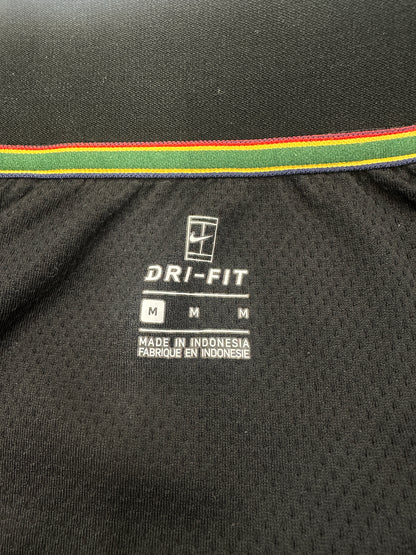 DRI-FIT
M M M
MADE IN INDONESIA
FABRIQUE EN INDONESIE